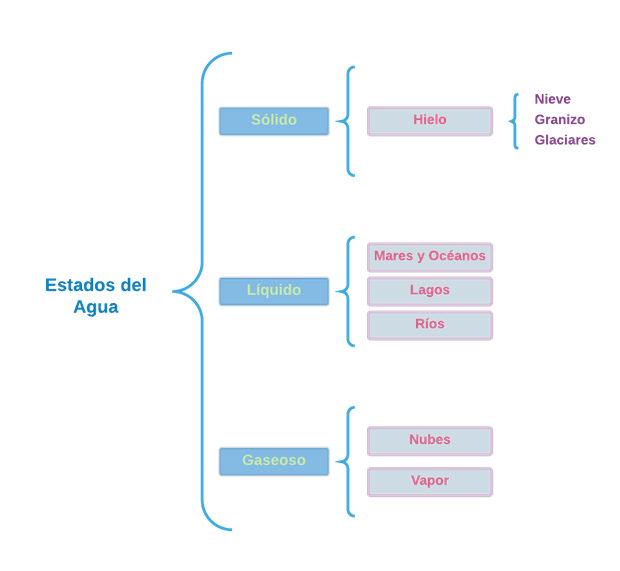 Estados del
Agua
Sólido
Hielo
Nieve
Granizo
Glaciares
Líquido
Mares y Océanos
Lagos
Ríos
Gaseoso
Nubes
Vapor